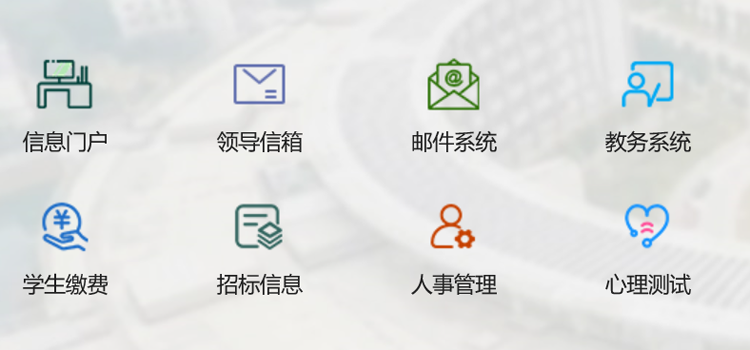 信息门户
领导信箱
邮件系统
教务系统
学生缴费
招标信息
人事管理
心理测试